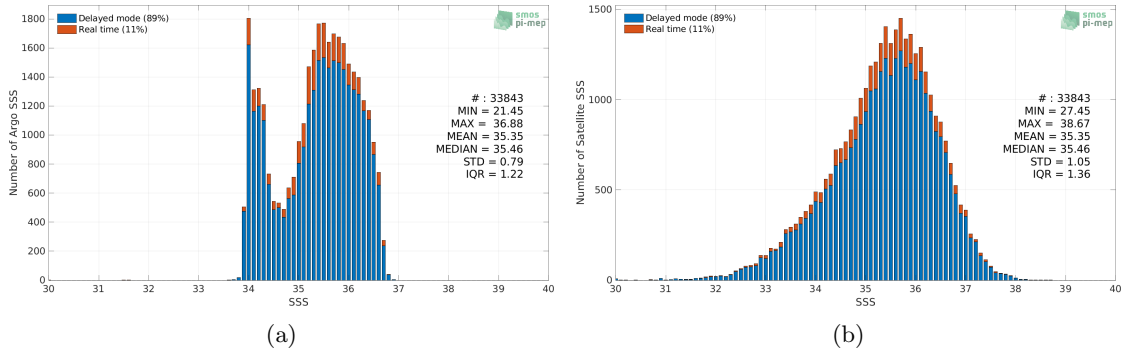 Delayed mode (89%)
Real time (11%)
smos
pi-mep
1800
1600
1400
1200
1000
800
600
400
200
0
Number of Argo SSS
# : 33843
MIN = 21.45
MAX = 36.88
MEAN = 35.35
MEDIAN = 35.46
STD = 0.79
IQR = 1.22
30 31 32 33 34 35 36 37 38 39 40
SSS
(a)
1500
Delayed mode (89%)
Real time (11%)
smos
pi-mep
1000
500
0
Number of Satellite SSS
# : 33843
MIN = 27.45
MAX = 38.67
MEAN = 35.35
MEDIAN = 35.46
STD = 1.05
IQR = 1.36
30 31 32 33 34 35 36 37 38 39 40
SSS
(b)